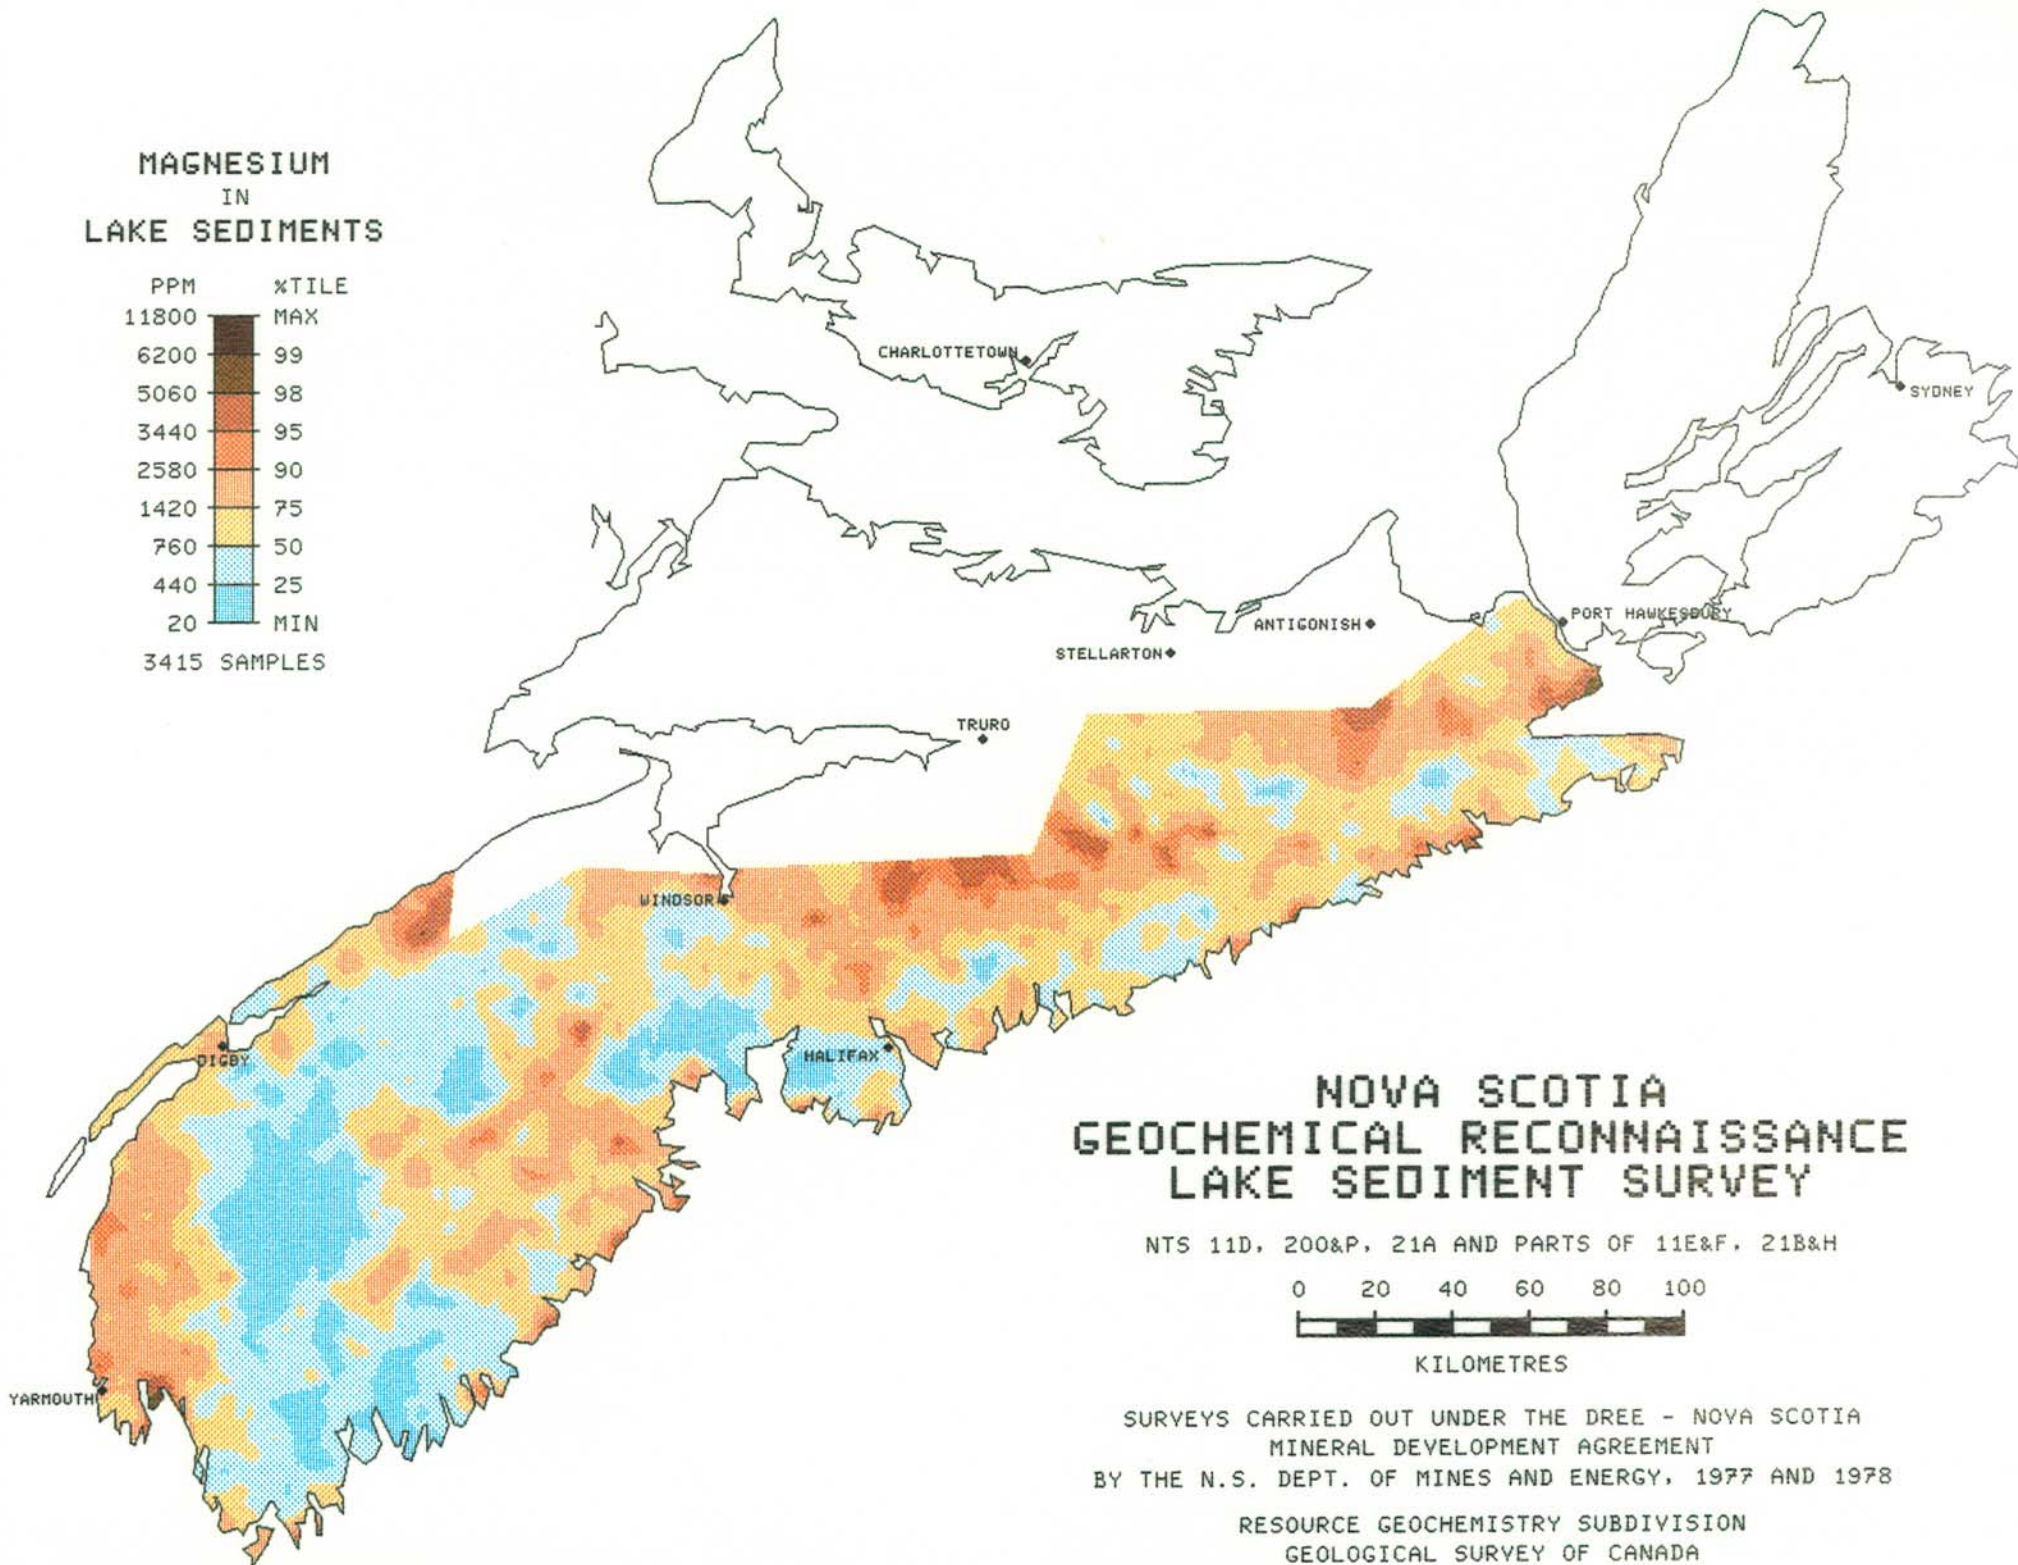 MAGNESIUM
IN
LAKE SEDIMENTS
PPM %TILE
11800 MAX
6200 99
5060 98
3440 95
2580 90
1420 75
760 50
440 25
20 MIN
3415 SAMPLES
CHARLOTTETOWN
SYDNEY
PORT HAWKESBURY
ANTIGONISH
STELLARTON
TRURO
WINDSOR
DIGBY
HALIFAX
YARMOUTH
NOVA SCOTIA
GEOCHEMICAL RECONNAISSANCE
LAKE SEDIMENT SURVEY
NTS 11D, 20O&P, 21A AND PARTS OF 11E&F, 21B&H
0 20 40 60 80 100
KILOMETRES
SURVEYS CARRIED OUT UNDER THE DREE - NOVA SCOTIA
MINERAL DEVELOPMENT AGREEMENT
BY THE N.S. DEPT. OF MINES AND ENERGY, 1977 AND 1978
RESOURCE GEOCHEMISTRY SUBDIVISION
GEOLOGICAL SURVEY OF CANADA